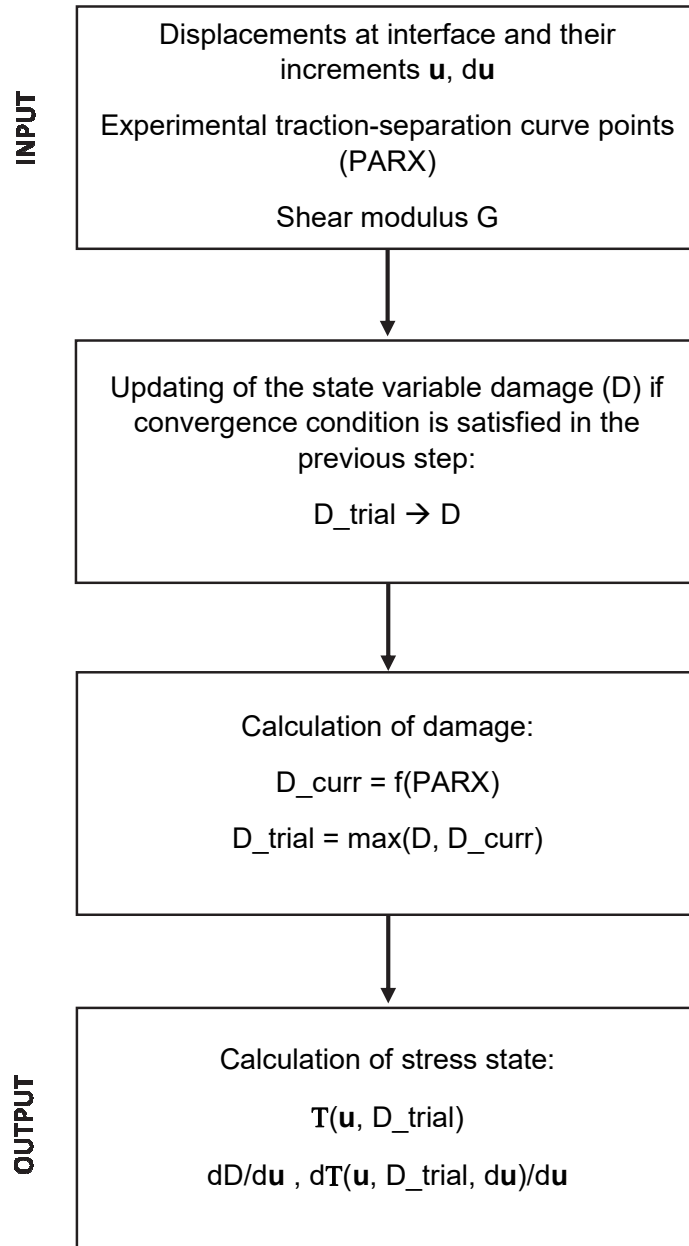 INPUT
Displacements at interface and their
increments u, du
Experimental traction-separation curve points
(PARX)
Shear modulus G
Updating of the state variable damage (D) if
convergence condition is satisfied in the
previous step:
D_trial → D
Calculation of damage:
D_curr = f(PARX)
D_trial = max(D, D_curr)
OUTPUT
Calculation of stress state:
T(u, D_trial)
dD/du , dT(u, D_trial, du)/du